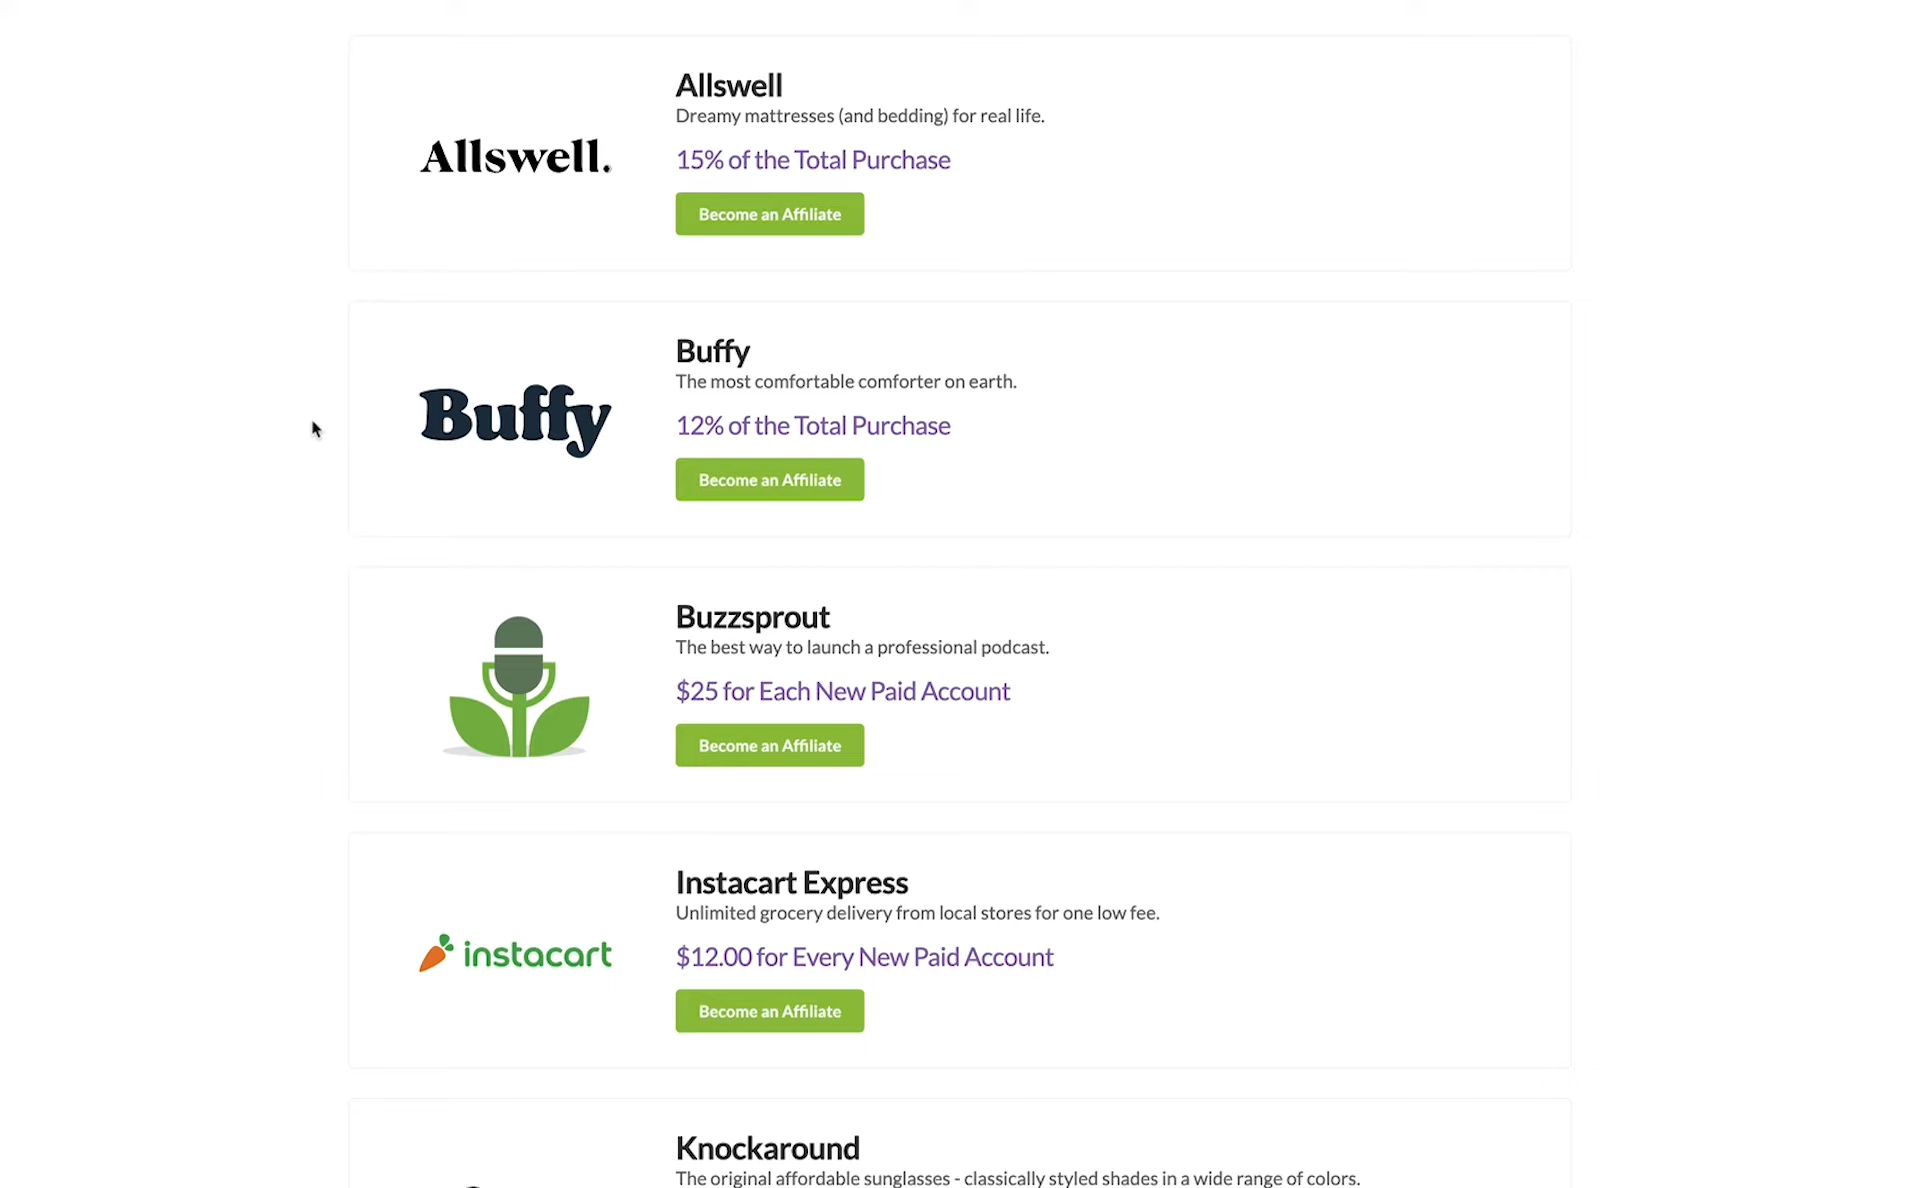 Allswell
Dreamy mattresses (and bedding) for real life.
Allswell.
15% of the Total Purchase
Become an Affiliate
Buffy
The most comfortable comforter on earth.
Buffy
12% of the Total Purchase
Become an Affiliate
Buzzsprout
The best way to launch a professional podcast.
$25 for Each New Paid Account
Become an Affiliate
Instacart Express
Unlimited grocery delivery from local stores for one low fee.
instacart
$12.00 for Every New Paid Account
Become an Affiliate
Knockaround
The original affordable sunglasses - classically styled shades in a wide range of colors.